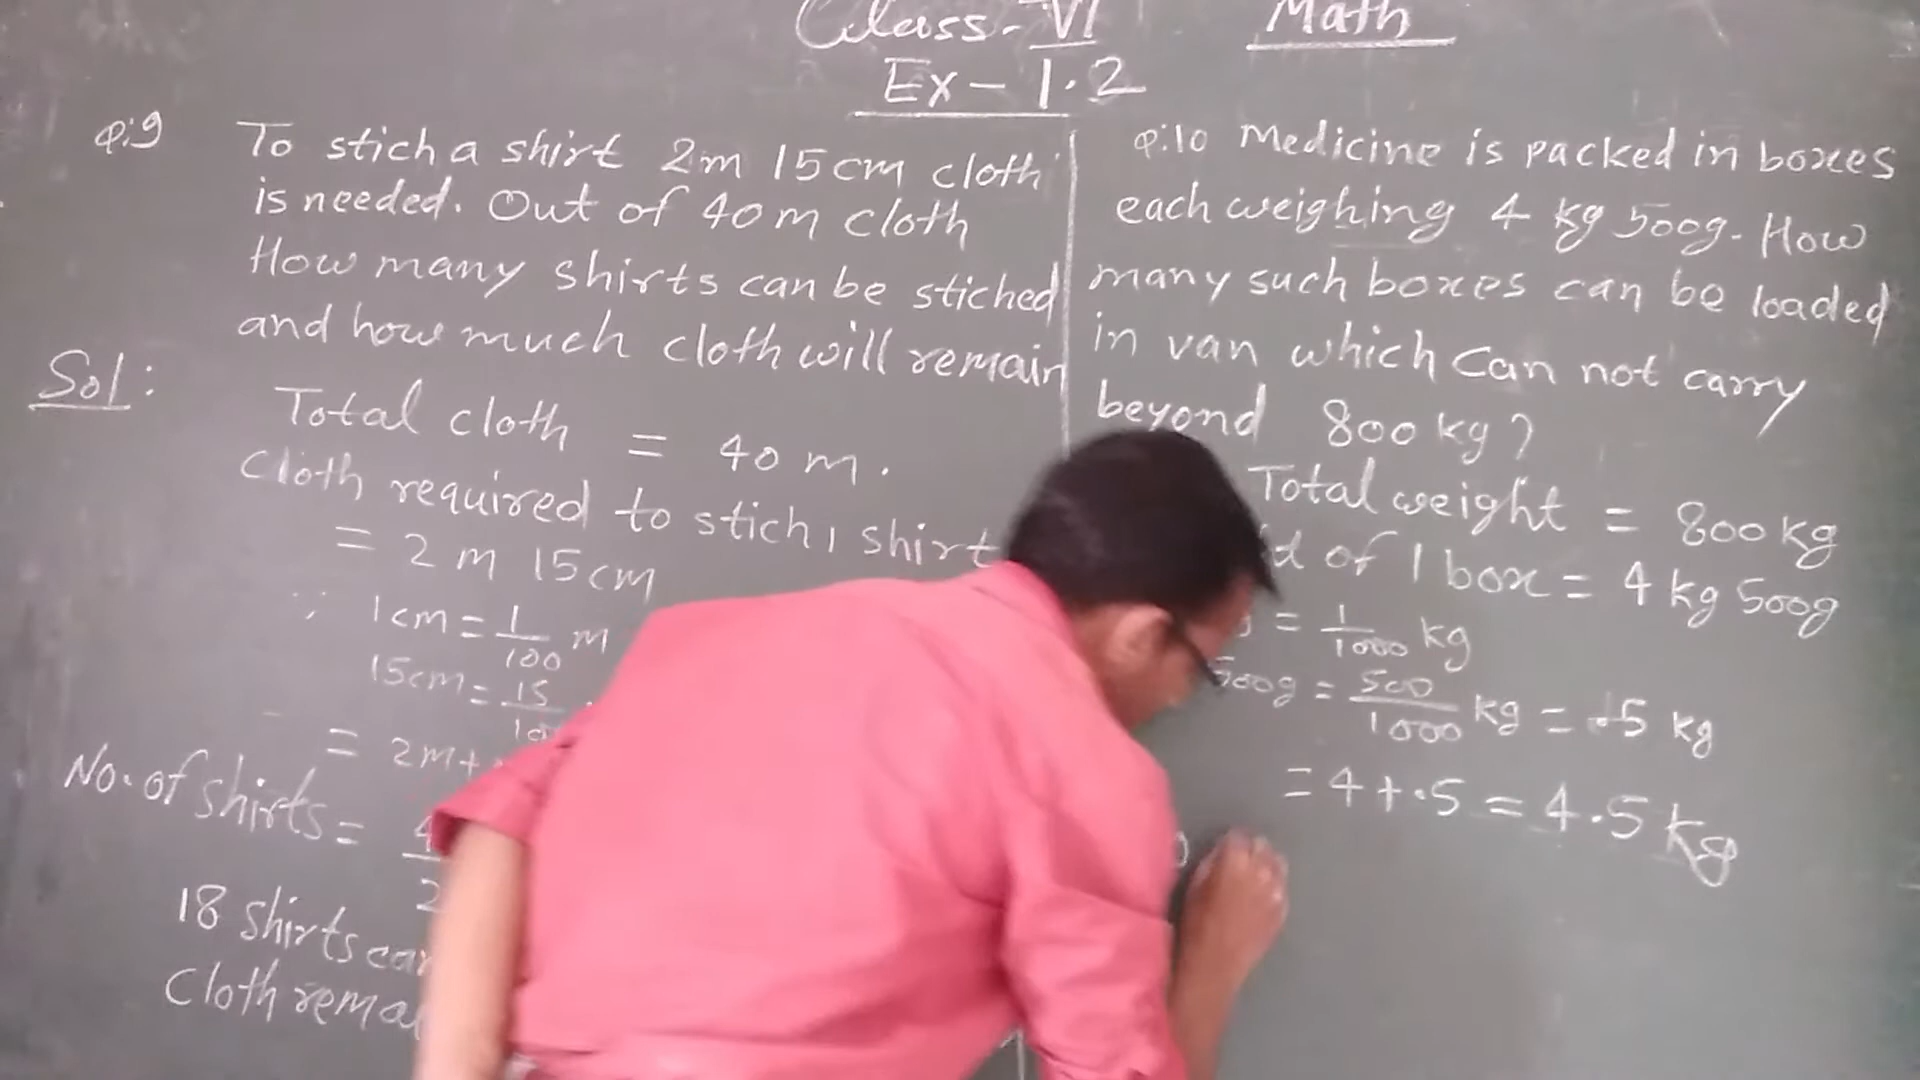 Class-VI Math
Ex-1.2
Q:9 To stich a shirt 2m 15cm cloth
is needed. Out of 40m cloth
How many shirts can be stiched
and how much cloth will remain
Sol:
Total cloth = 40 m.
Cloth required to stich 1 shirt
= 2 m 15cm
∵ 1cm = 1/100 m
15cm = 15
= 2m+
No. of shirts =
18 shirts
Cloth
Q:10 Medicine is packed in boxes
each weighing 4 kg 500g. How
many such boxes can be loaded
in van which can not carry
beyond 800 kg?
Total weight = 800 kg
of 1 box = 4 kg 500g
= 1/1000 kg
500g = 500/1000 kg = .5 kg
= 4+.5 = 4.5 kg